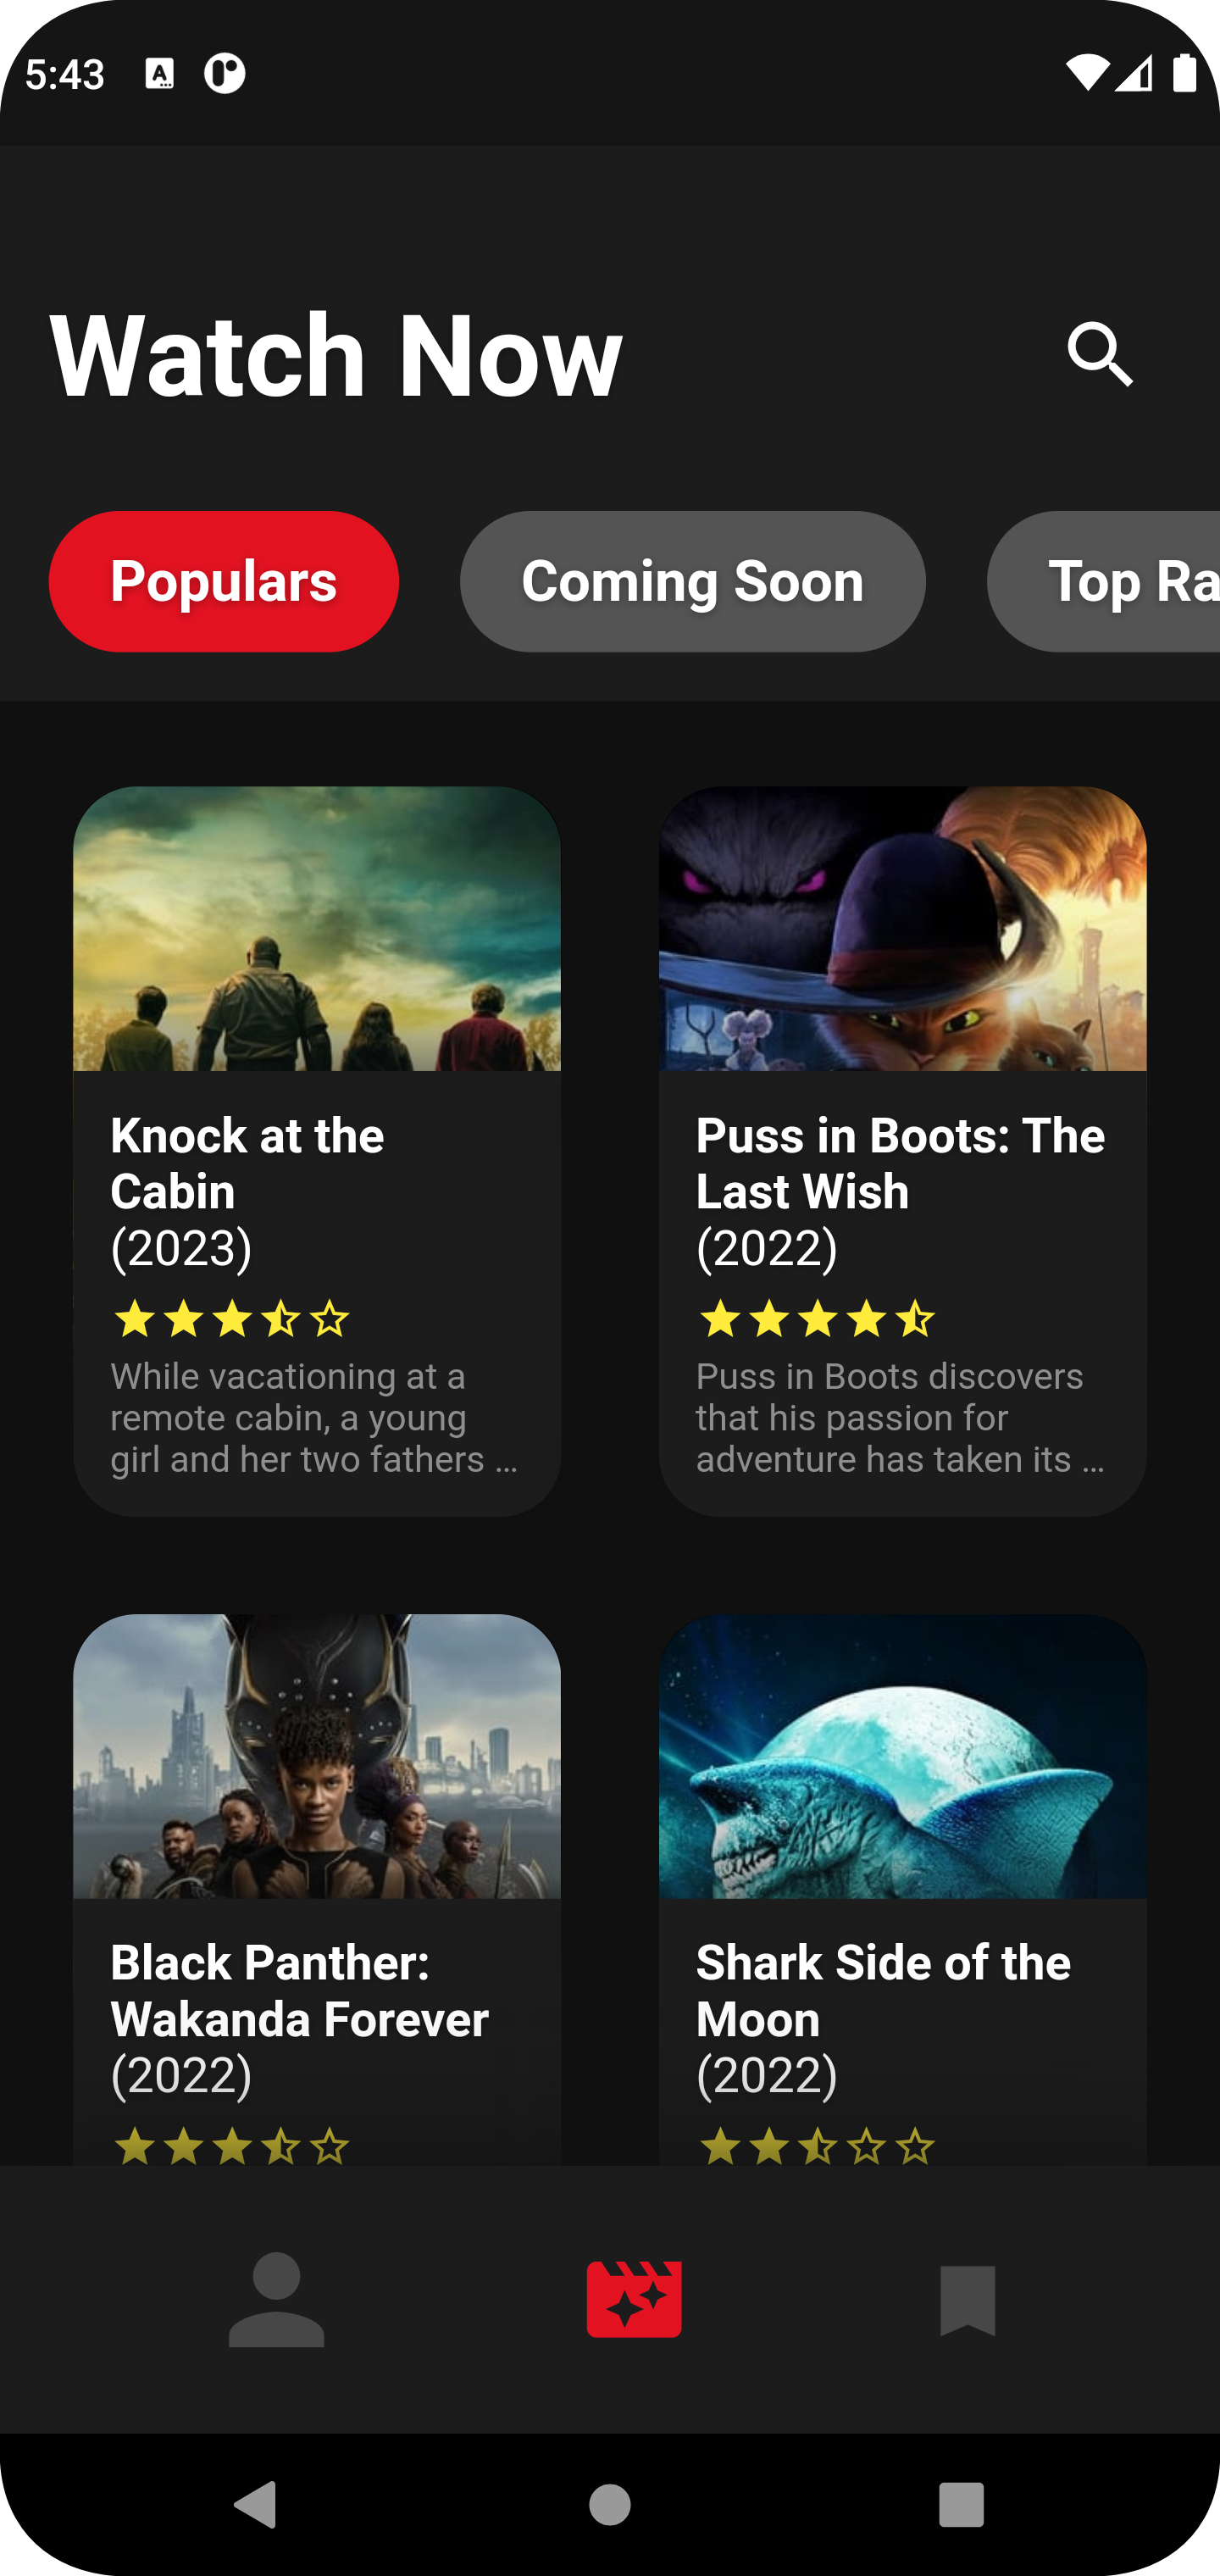 5:43
Watch Now
Populars
Coming Soon
Top Ra
Knock at the
Cabin
(2023)
While vacationing at a
remote cabin, a young
girl and her two fathers ...
Puss in Boots: The
Last Wish
(2022)
Puss in Boots discovers
that his passion for
adventure has taken its ...
Black Panther:
Wakanda Forever
(2022)
Shark Side of the
Moon
(2022)